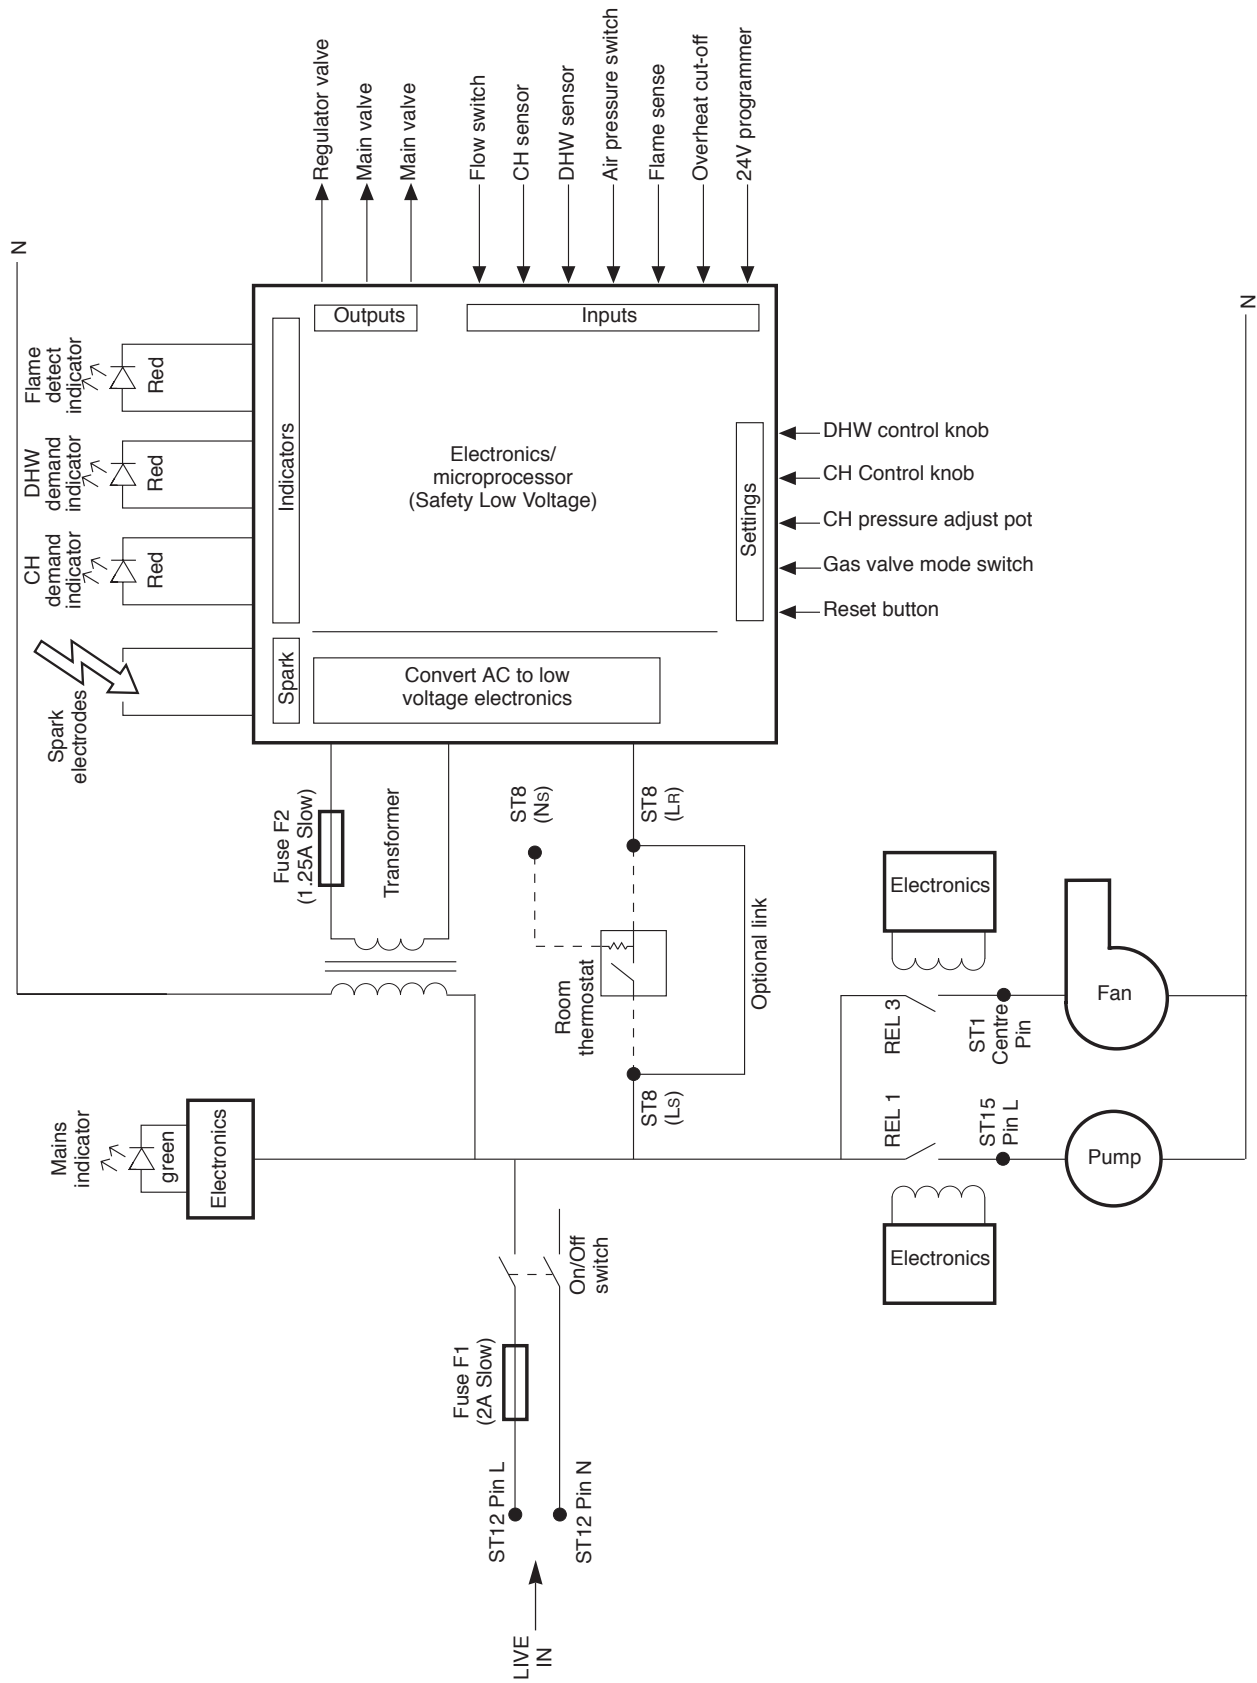 N
Regulator valve
Main valve
Main valve
Flow switch
CH sensor
DHW sensor
Air pressure switch
Flame sense
Overheat cut-off
24V programmer
Flame
detect
indicator
Red
DHW
demand
indicator
Red
CH
demand
indicator
Red
Spark
electrodes
Outputs
Inputs
Indicators
Electronics/
microprocessor
(Safety Low Voltage)
Settings
Spark
Convert AC to low
voltage electronics
DHW control knob
CH Control knob
CH pressure adjust pot
Gas valve mode switch
Reset button
N
Fuse F2
(1.25A Slow)
Transformer
ST8
(NS)
ST8
(LR)
Room
thermostat
Optional link
ST8
(LS)
Electronics
REL 3
ST1
Centre
Pin
Fan
Mains
indicator
green
Electronics
REL 1
ST15
Pin L
Pump
Electronics
On/Off
switch
Fuse F1
(2A Slow)
ST12 Pin L
ST12 Pin N
LIVE
IN